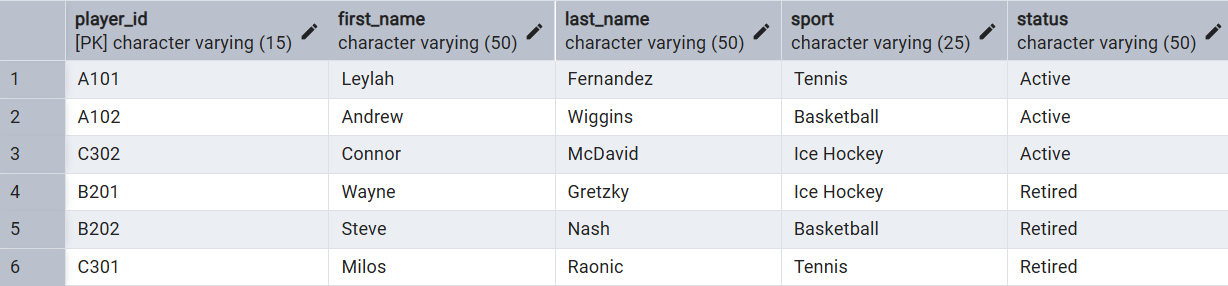 player_id first_name last_name sport status
[PK] character varying (15) character varying (50) character varying (50) character varying (25) character varying (50)
1 A101 Leylah Fernandez Tennis Active
2 A102 Andrew Wiggins Basketball Active
3 C302 Connor McDavid Ice Hockey Active
4 B201 Wayne Gretzky Ice Hockey Retired
5 B202 Steve Nash Basketball Retired
6 C301 Milos Raonic Tennis Retired